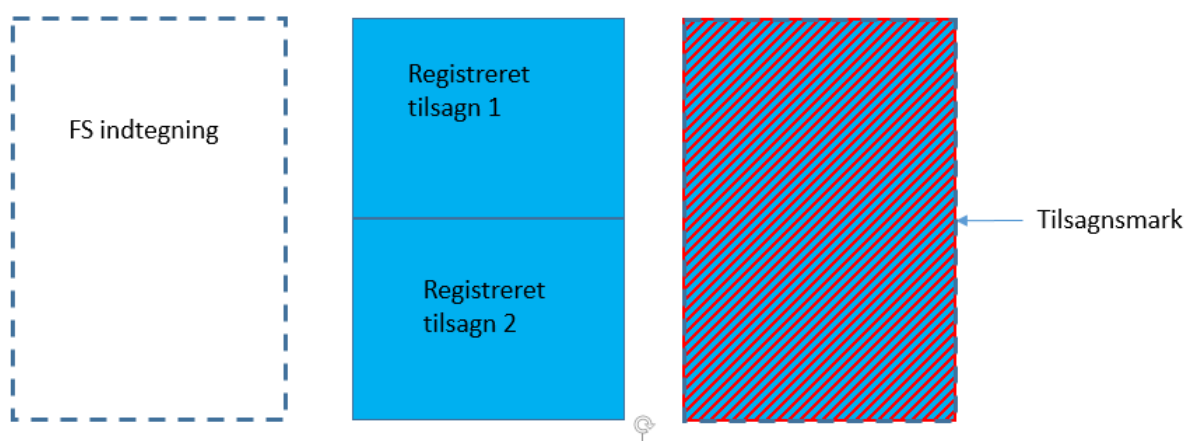 FS indtegning
Registreret
tilsagn 1
Registreret
tilsagn 2
Tilsagnsmark